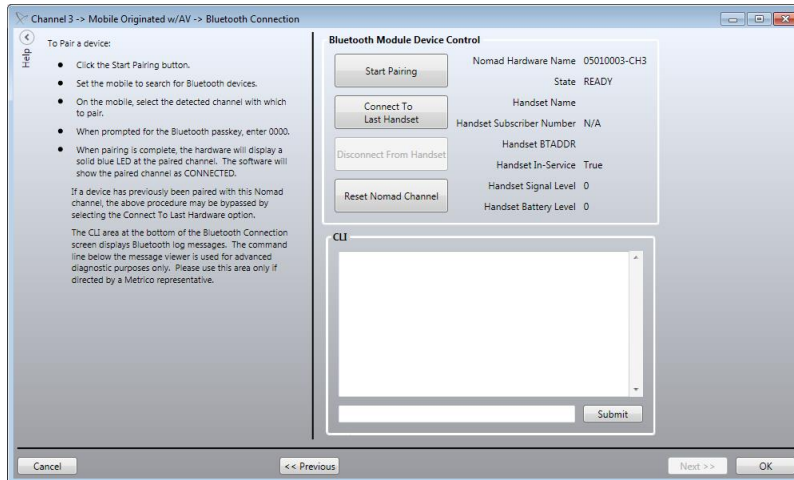 Channel 3 -> Mobile Originated w/AV -> Bluetooth Connection
Help
To Pair a device:
Click the Start Pairing button.
Set the mobile to search for Bluetooth devices.
On the mobile, select the detected channel with which
to pair.
When prompted for the Bluetooth passkey, enter 0000.
When pairing is complete, the hardware will display a
solid blue LED at the paired channel. The software will
show the paired channel as CONNECTED.
If a device has previously been paired with this Nomad
channel, the above procedure may be bypassed by
selecting the Connect To Last Hardware option.
The CLI area at the bottom of the Bluetooth Connection
screen displays Bluetooth log messages. The command
line below the message viewer is used for advanced
diagnostic purposes only. Please use this area only if
directed by a Metrico representative.
Bluetooth Module Device Control
Start Pairing
Connect To
Last Handset
Disconnect From Handset
Reset Nomad Channel
Nomad Hardware Name 05010003-CH3
State READY
Handset Name
Handset Subscriber Number N/A
Handset BTADDR
Handset In-Service True
Handset Signal Level 0
Handset Battery Level 0
CLI
Submit
Cancel
<< Previous
Next >>
OK